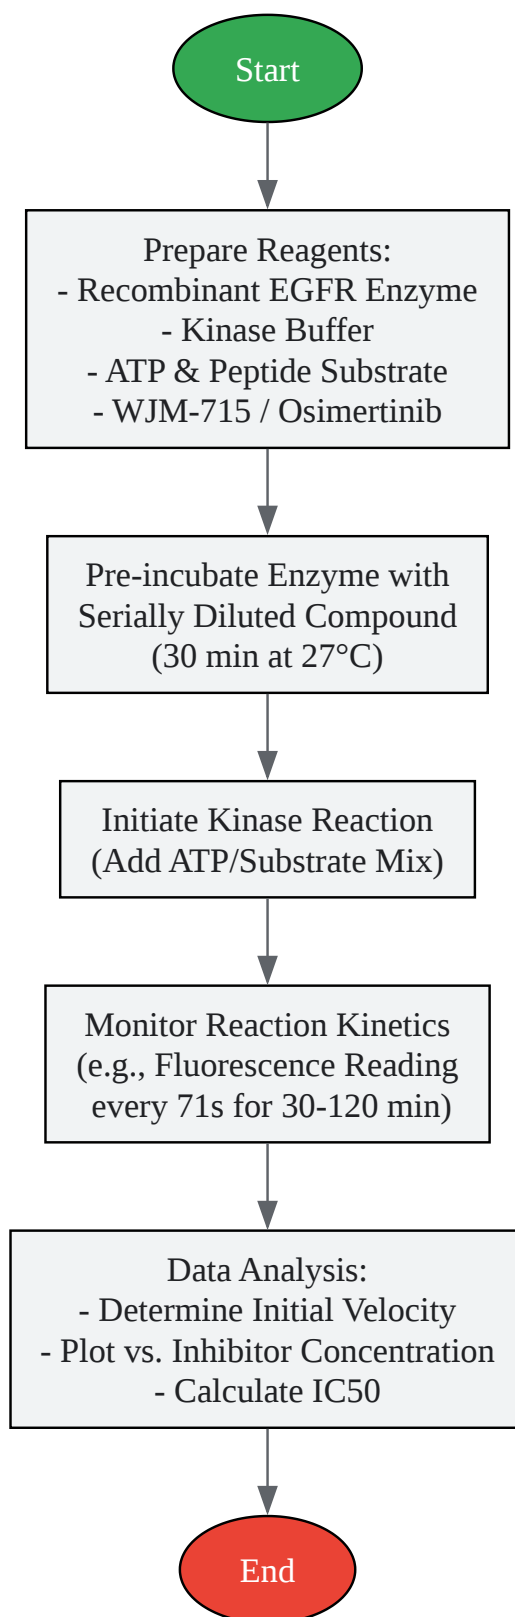 Start
Prepare Reagents:
- Recombinant EGFR Enzyme
- Kinase Buffer
- ATP & Peptide Substrate
- WJM-715 / Osimertinib
Pre-incubate Enzyme with
Serially Diluted Compound
(30 min at 27°C)
Initiate Kinase Reaction
(Add ATP/Substrate Mix)
Monitor Reaction Kinetics
(e.g., Fluorescence Reading
every 71s for 30-120 min)
Data Analysis:
- Determine Initial Velocity
- Plot vs. Inhibitor Concentration
- Calculate IC50
End